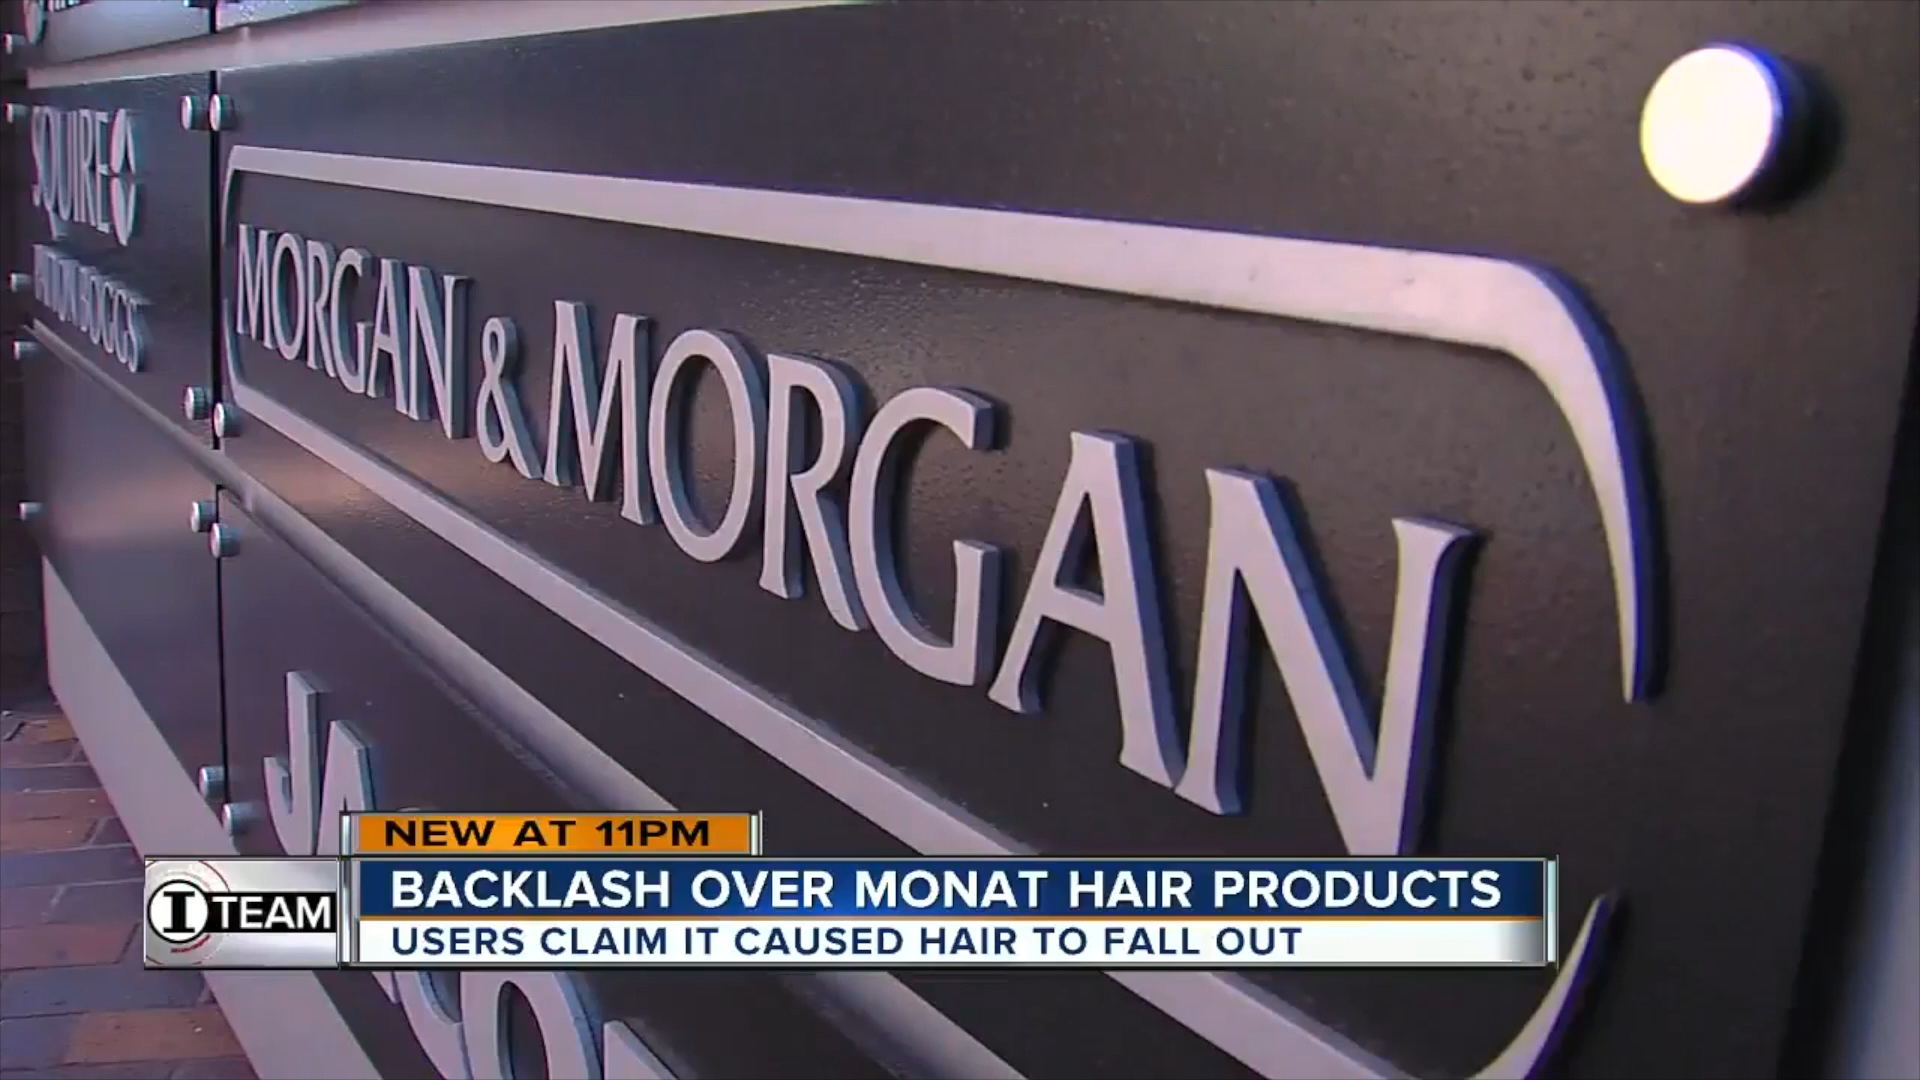 SQUIRE
BOGGS
MORGAN & MORGAN
NEW AT 11PM
I TEAM
BACKLASH OVER MONAT HAIR PRODUCTS
USERS CLAIM IT CAUSED HAIR TO FALL OUT